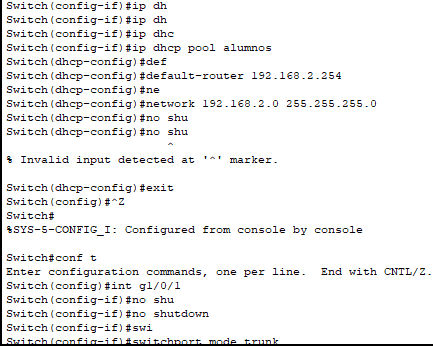 Switch(config-if)#ip dh
Switch(config-if)#ip dh
Switch(config-if)#ip dhc
Switch(config-if)#ip dhcp pool alumnos
Switch(dhcp-config)#def
Switch(dhcp-config)#default-router 192.168.2.254
Switch(dhcp-config)#ne
Switch(dhcp-config)#network 192.168.2.0 255.255.255.0
Switch(dhcp-config)#no shu
Switch(dhcp-config)#no shu
^
% Invalid input detected at '^' marker.
Switch(dhcp-config)#exit
Switch(config)#^Z
Switch#
%SYS-5-CONFIG_I: Configured from console by console
Switch#conf t
Enter configuration commands, one per line.  End with CNTL/Z.
Switch(config)#int g1/0/1
Switch(config-if)#no shu
Switch(config-if)#no shutdown
Switch(config-if)#swi
Switch(config-if)#switchport mode trunk